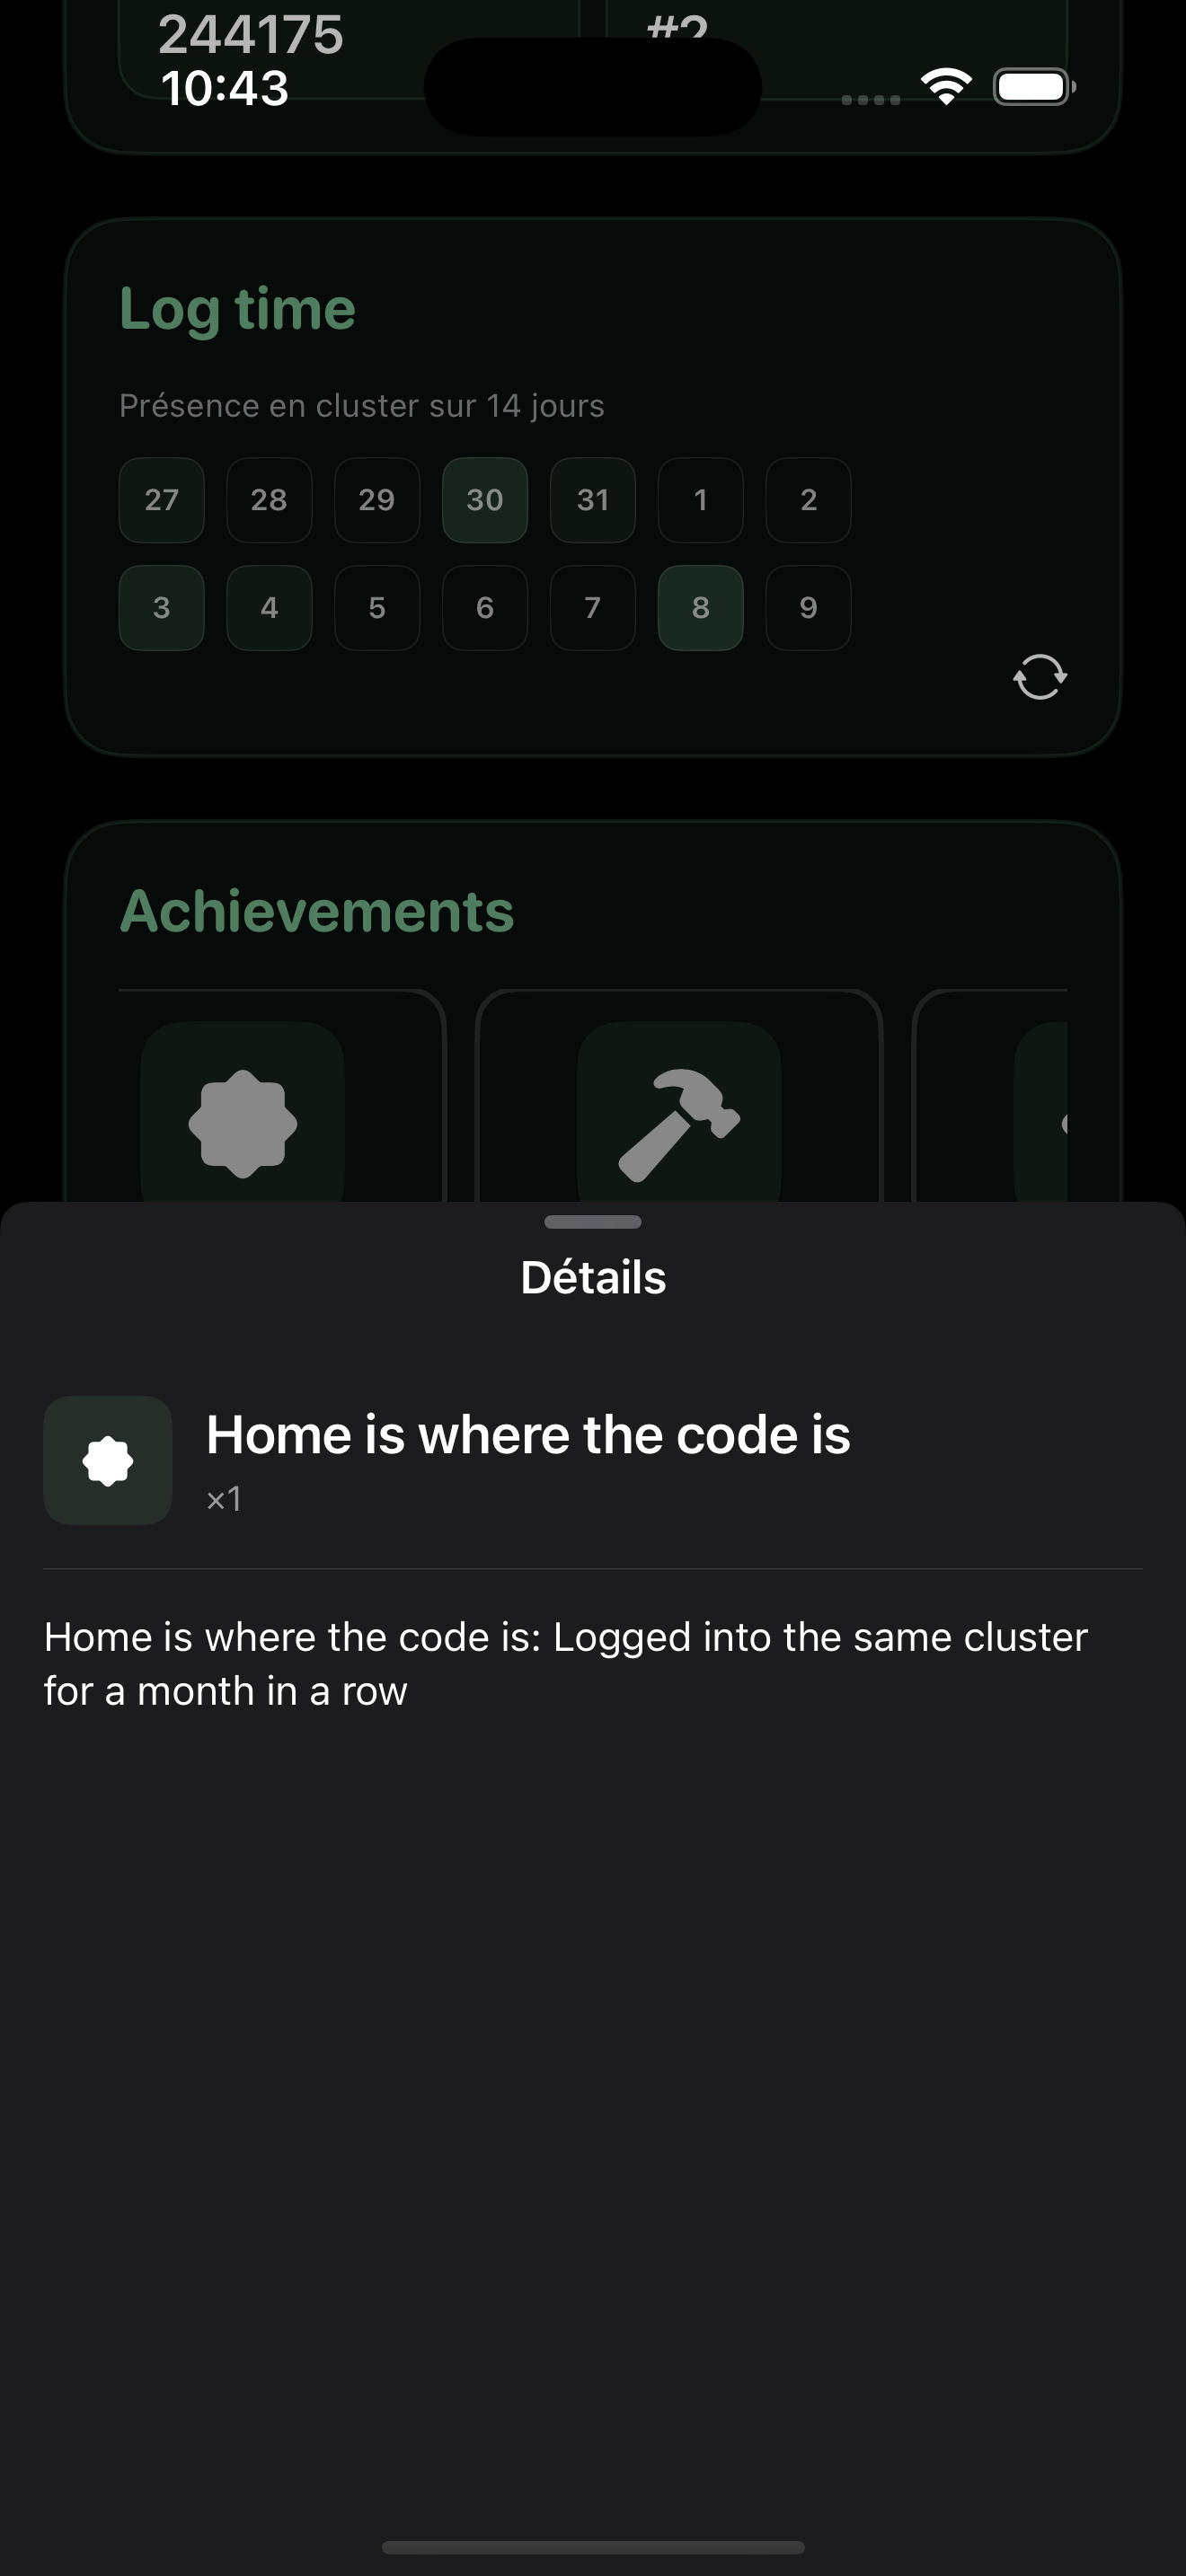 244175
#2
10:43
Log time
Présence en cluster sur 14 jours
27 28 29 30 31 1 2
3 4 5 6 7 8 9
Achievements
Détails
Home is where the code is
×1
Home is where the code is: Logged into the same cluster
for a month in a row